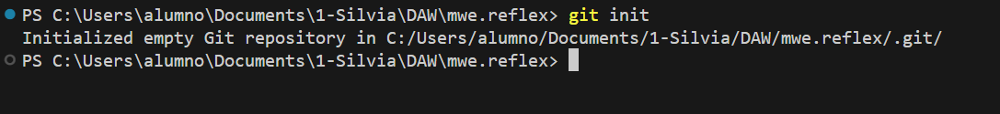 PS C:\Users\alumno\Documents\1-Silvia\DAW\mwe.reflex> git init
Initialized empty Git repository in C:/Users/alumno/Documents/1-Silvia/DAW/mwe.reflex/.git/
PS C:\Users\alumno\Documents\1-Silvia\DAW\mwe.reflex>